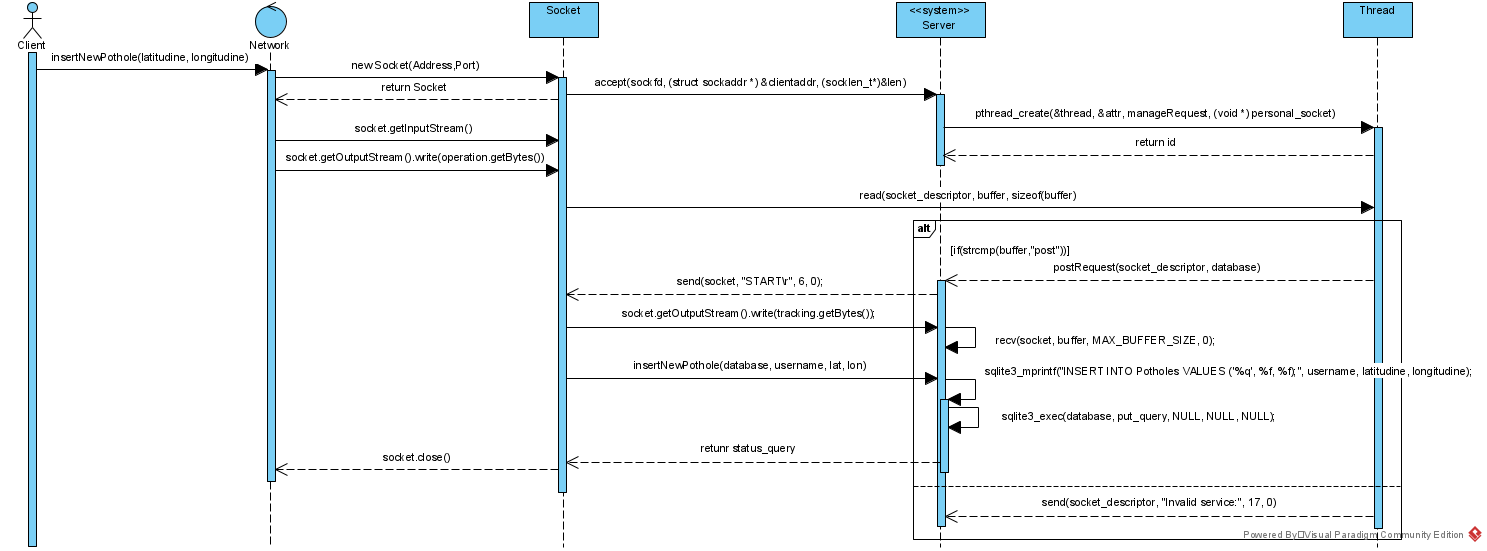 Client
Network
Socket
<<system>>
Server
Thread
insertNewPothole(latitudine, longitudine)
new Socket(Address,Port)
return Socket
accept(sockfd, (struct sockaddr *) &clientaddr, (socklen_t*)&len)
pthread_create(&thread, &attr, manageRequest, (void *) personal_socket)
return id
socket.getInputStream()
socket.getOutputStream().write(operation.getBytes())
read(socket_descriptor, buffer, sizeof(buffer)
alt
[if(strcmp(buffer,"post"))]
postRequest(socket_descriptor, database)
send(socket, "START\r", 6, 0);
socket.getOutputStream().write(tracking.getBytes());
recv(socket, buffer, MAX_BUFFER_SIZE, 0);
insertNewPothole(database, username, lat, lon)
sqlite3_mprintf("INSERT INTO Potholes VALUES ('%q', %f, %f);", username, latitudine, longitudine);
sqlite3_exec(database, put_query, NULL, NULL, NULL);
retunr status_query
socket.close()
send(socket_descriptor, "Invalid service:", 17, 0)
Powered By Visual Paradigm Community Edition